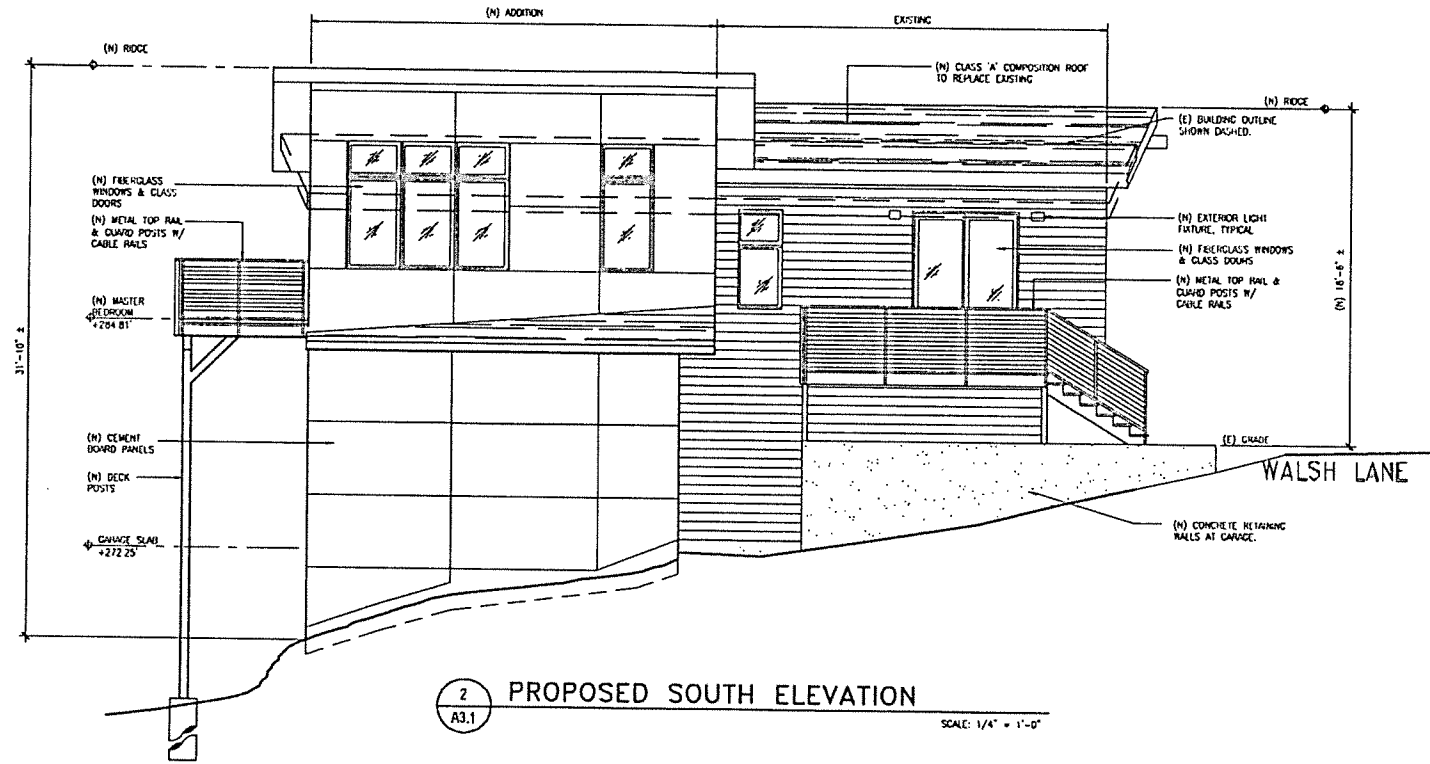 (N) ADDITION
EXISTING
(N) RIDGE
(N) CLASS 'A' COMPOSITION ROOF
TO REPLACE EXISTING
(N) RIDGE
(E) BUILDING OUTLINE
SHOWN DASHED.
(N) FIBERGLASS
WINDOWS & GLASS
DOORS
(N) METAL TOP RAIL
& GUARD POSTS W/
CABLE RAILS
(N) EXTERIOR LIGHT
FIXTURE, TYPICAL
(N) FIBERGLASS WINDOWS
& GLASS DOORS
(N) METAL TOP RAIL &
GUARD POSTS W/
CABLE RAILS
(N) MASTER
BEDROOM
+284.81'
31'-10" ±
(N) 18'-6" ±
(N) CEMENT
BOARD PANELS
(N) DECK
POSTS
(E) GRADE
WALSH LANE
(N) CONCRETE RETAINING
WALLS AT GARAGE.
GARAGE SLAB
+272.25'
2
A3.1
PROPOSED SOUTH ELEVATION
SCALE: 1/4" = 1'-0"